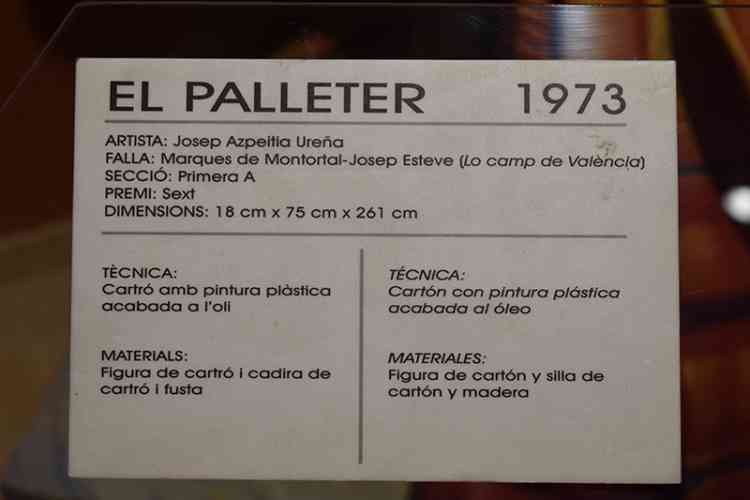 EL PALLETER 1973
ARTISTA: Josep Azpeitia Ureña
FALLA: Marques de Montortal-Josep Esteve (Lo camp de València)
SECCIÓ: Primera A
PREMI: Sext
DIMENSIONS: 18 cm x 75 cm x 261 cm
TÈCNICA:
Cartró amb pintura plàstica
acabada a l'oli
MATERIALS:
Figura de cartró i cadira de
cartró i fusta
TÉCNICA:
Cartón con pintura plástica
acabada al óleo
MATERIALES:
Figura de cartón y silla de
cartón y madera